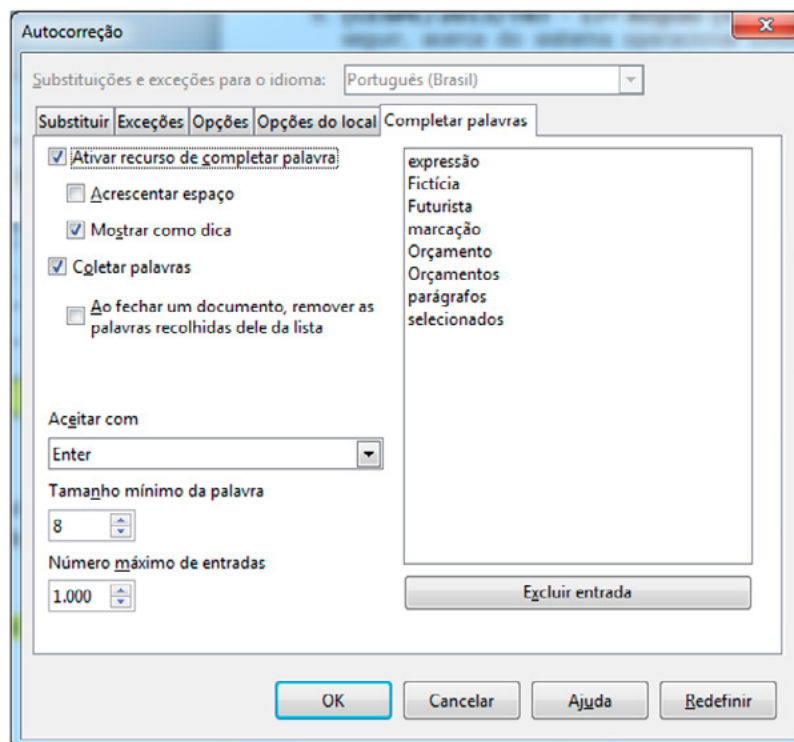 Autocorreção
Substituições e exceções para o idioma: Português (Brasil)
Substituir Exceções Opções Opções do local Completar palavras
Ativar recurso de completar palavra
Acrescentar espaço
Mostrar como dica
Coletar palavras
Ao fechar um documento, remover as
palavras recolhidas dele da lista
Aceitar com
Enter
Tamanho mínimo da palavra
8
Número máximo de entradas
1.000
expressão
Fictícia
Futurista
marcação
Orçamento
Orçamentos
parágrafos
selecionados
Excluir entrada
OK Cancelar Ajuda Redefinir